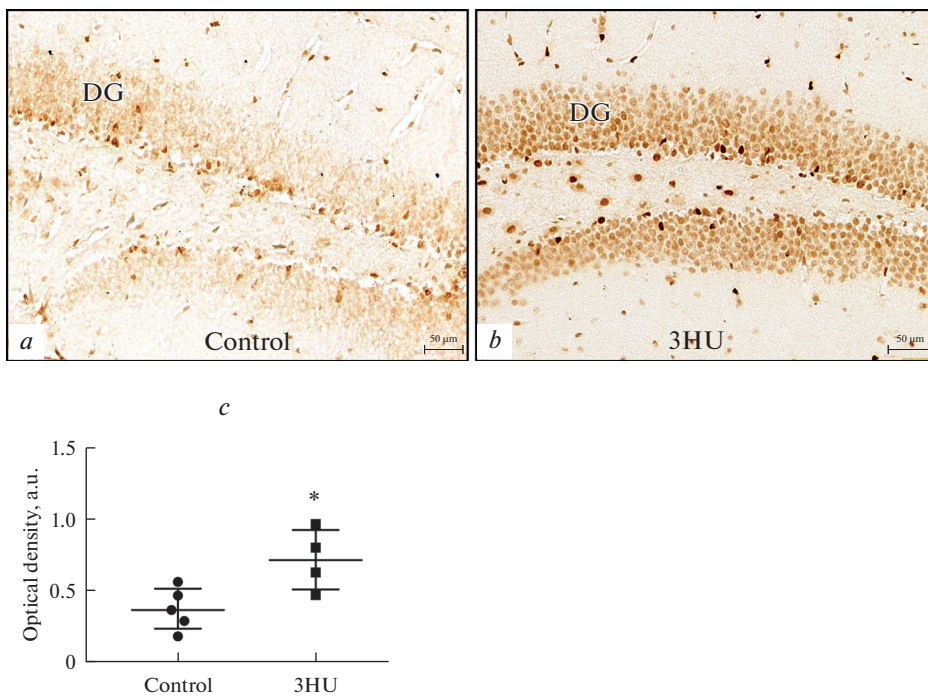 DG
DG
a
Control
50 μm
b
3HU
50 μm
c
Optical density, a.u.
1.5
1.0
0.5
0
*
Control
3HU